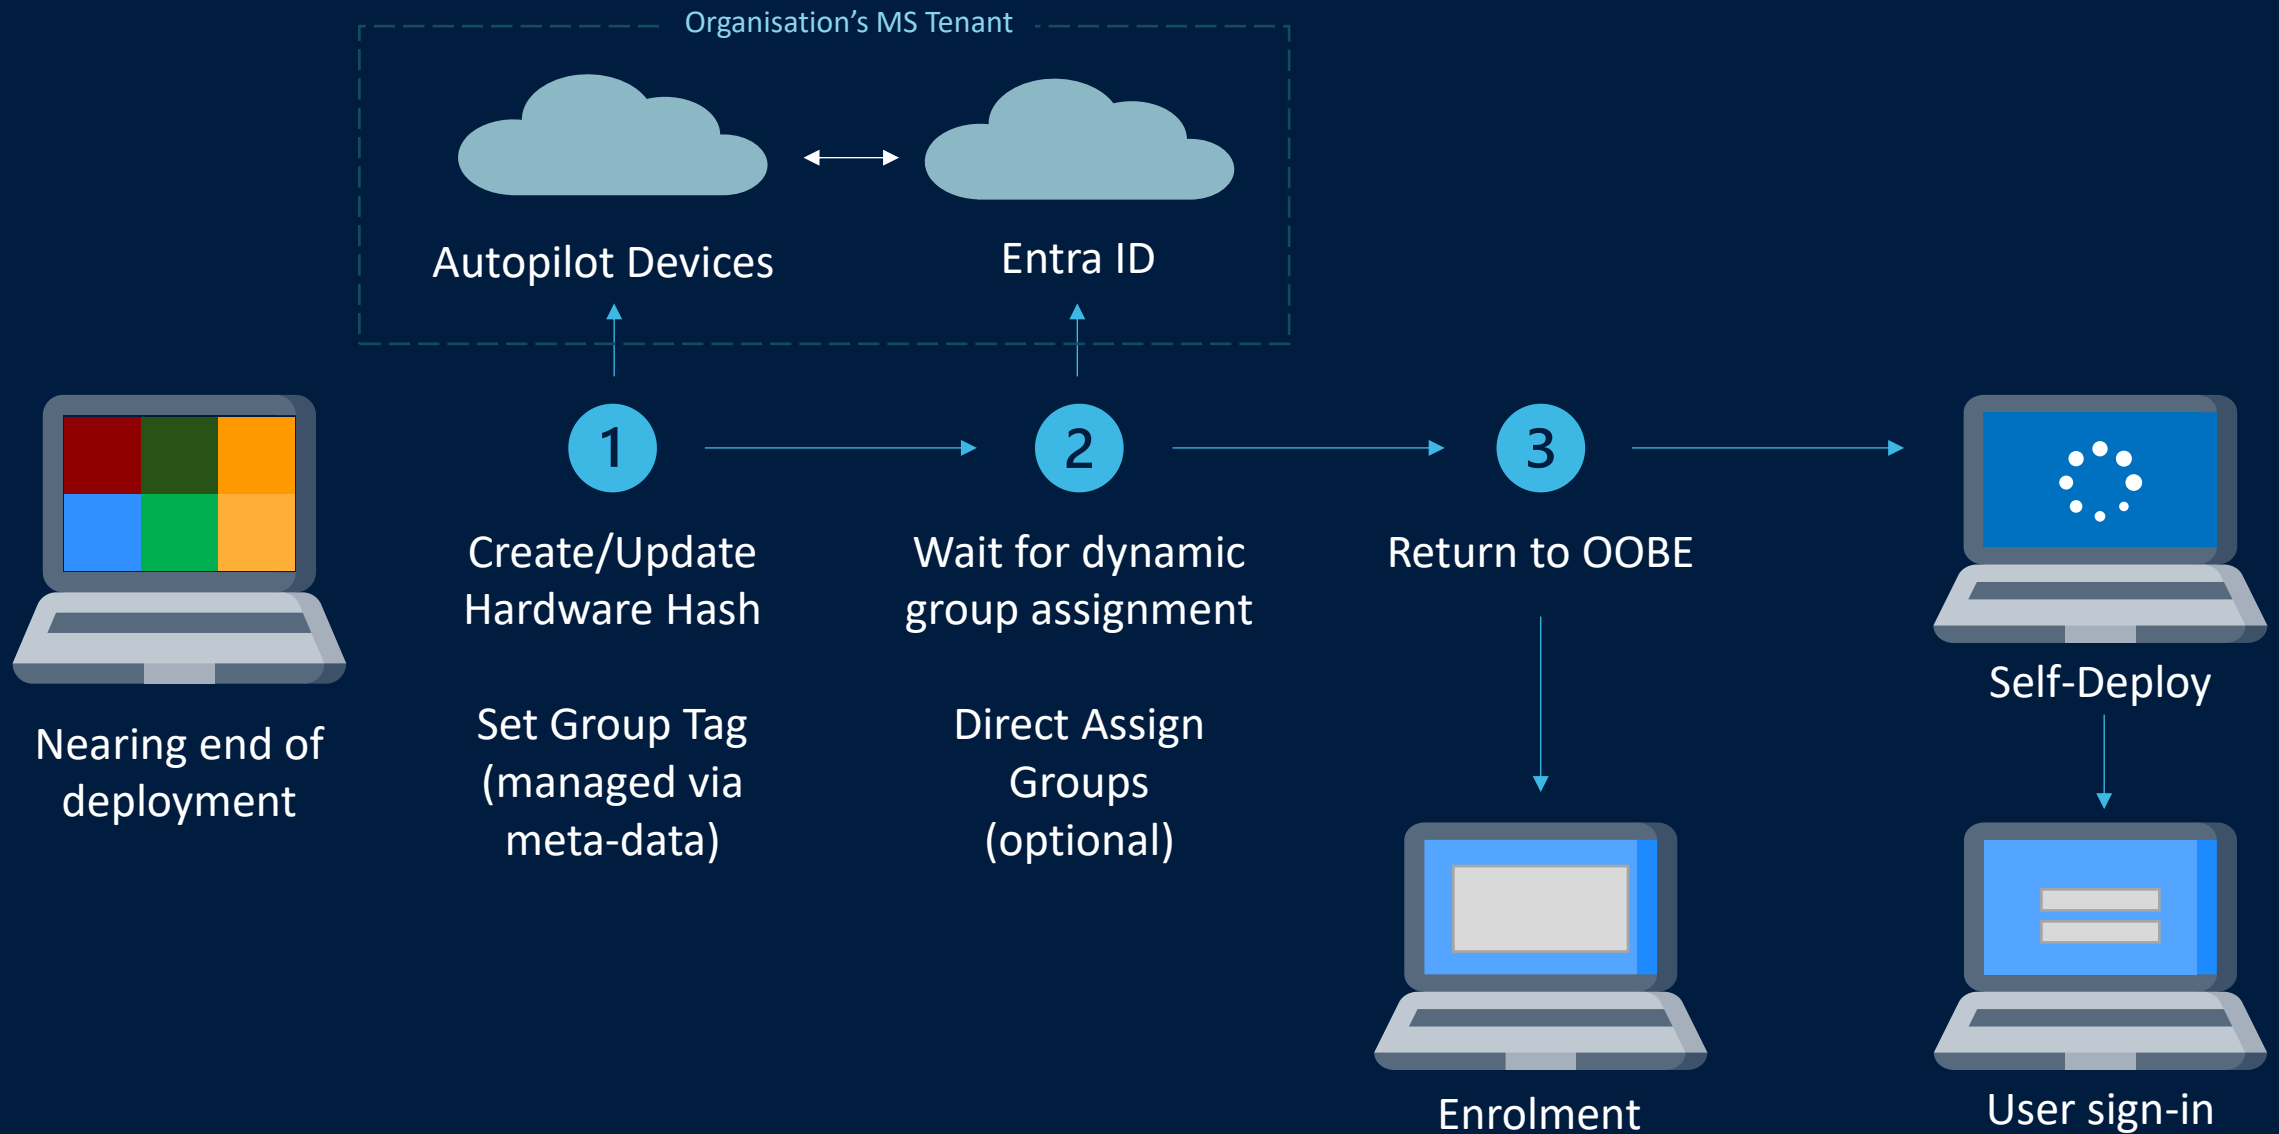 Organisation’s MS Tenant
Autopilot Devices
Entra ID
1
2
3
Nearing end of
deployment
Create/Update
Hardware Hash
Set Group Tag
(managed via
meta-data)
Wait for dynamic
group assignment
Direct Assign
Groups
(optional)
Return to OOBE
Enrolment
Self-Deploy
User sign-in